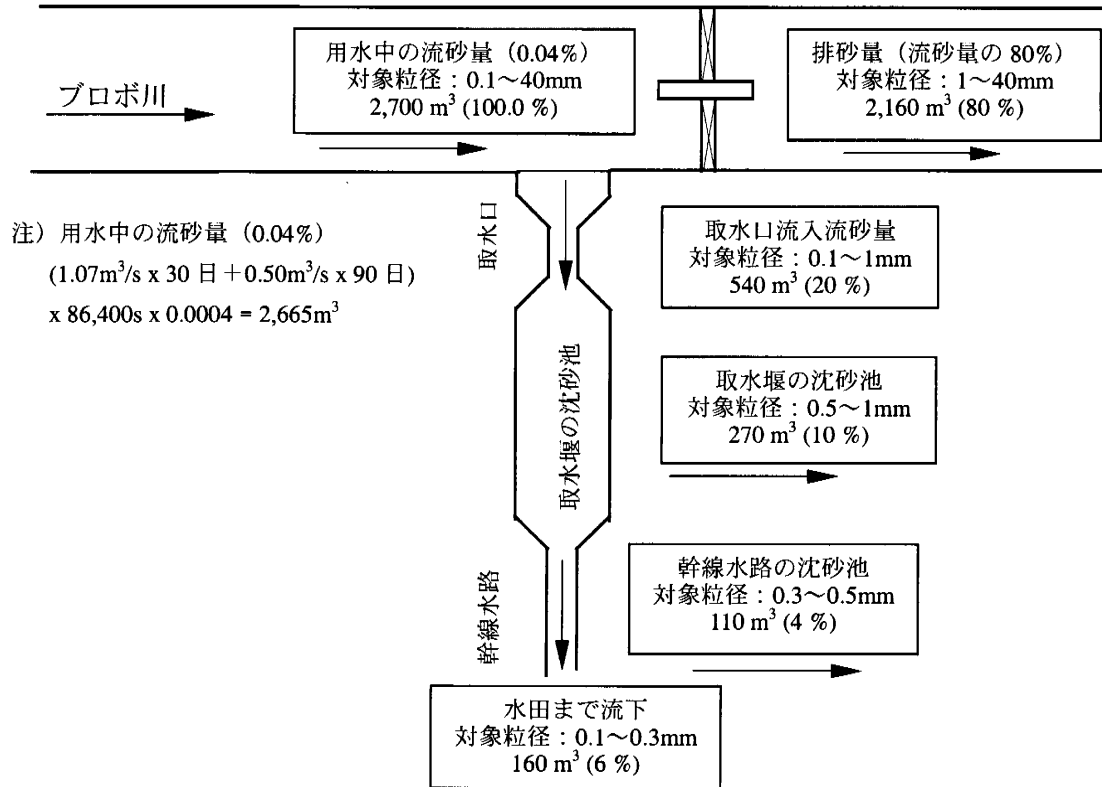 用水中の流砂量 (0.04%)
対象粒径：0.1～40mm
2,700 m³ (100.0 %)
排砂量（流砂量の 80%）
対象粒径：1～40mm
2,160 m³ (80 %)
ブロボ川
注）用水中の流砂量（0.04%）
(1.07m³/s x 30 日＋0.50m³/s x 90 日)
x 86,400s x 0.0004 = 2,665m³
取水口
取水口流入流砂量
対象粒径：0.1～1mm
540 m³ (20 %)
取水堰の沈砂池
取水堰の沈砂池
対象粒径：0.5～1mm
270 m³ (10 %)
幹線水路
幹線水路の沈砂池
対象粒径：0.3～0.5mm
110 m³ (4 %)
水田まで流下
対象粒径：0.1～0.3mm
160 m³ (6 %)